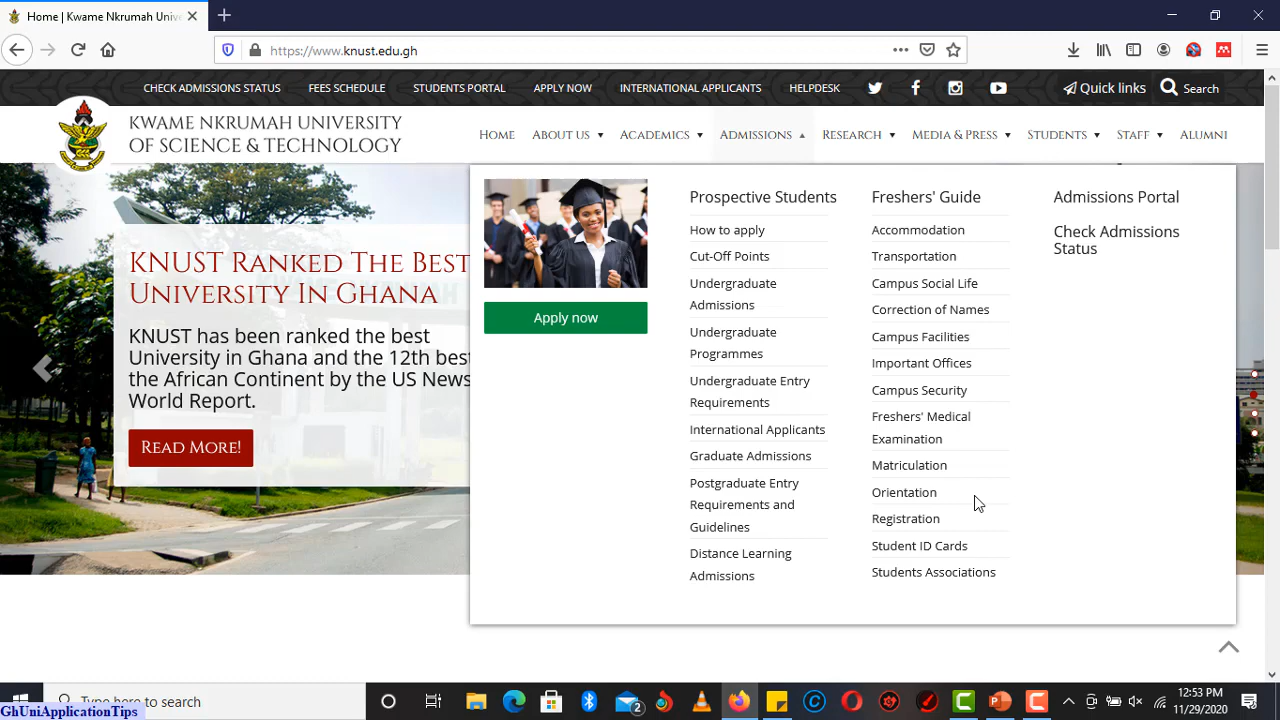 Home | Kwame Nkrumah Unive
https://www.knust.edu.gh
CHECK ADMISSIONS STATUS FEES SCHEDULE STUDENTS PORTAL APPLY NOW INTERNATIONAL APPLICANTS HELPDESK Quick links Search
KWAME NKRUMAH UNIVERSITY
OF SCIENCE & TECHNOLOGY
HOME ABOUT US ACADEMICS ADMISSIONS RESEARCH MEDIA & PRESS STUDENTS STAFF ALUMNI
KNUST RANKED THE BEST
UNIVERSITY IN GHANA
KNUST has been ranked the best
University in Ghana and the 12th best
the African Continent by the US News
World Report.
READ MORE!
Apply now
Prospective Students
How to apply
Cut-Off Points
Undergraduate
Admissions
Undergraduate
Programmes
Undergraduate Entry
Requirements
International Applicants
Graduate Admissions
Postgraduate Entry
Requirements and
Guidelines
Distance Learning
Admissions
Freshers' Guide
Accommodation
Transportation
Campus Social Life
Correction of Names
Campus Facilities
Important Offices
Campus Security
Freshers' Medical
Examination
Matriculation
Orientation
Registration
Student ID Cards
Students Associations
Admissions Portal
Check Admissions
Status
Type here to search
2
12:53 PM
11/29/2020
GhUniApplicationTips